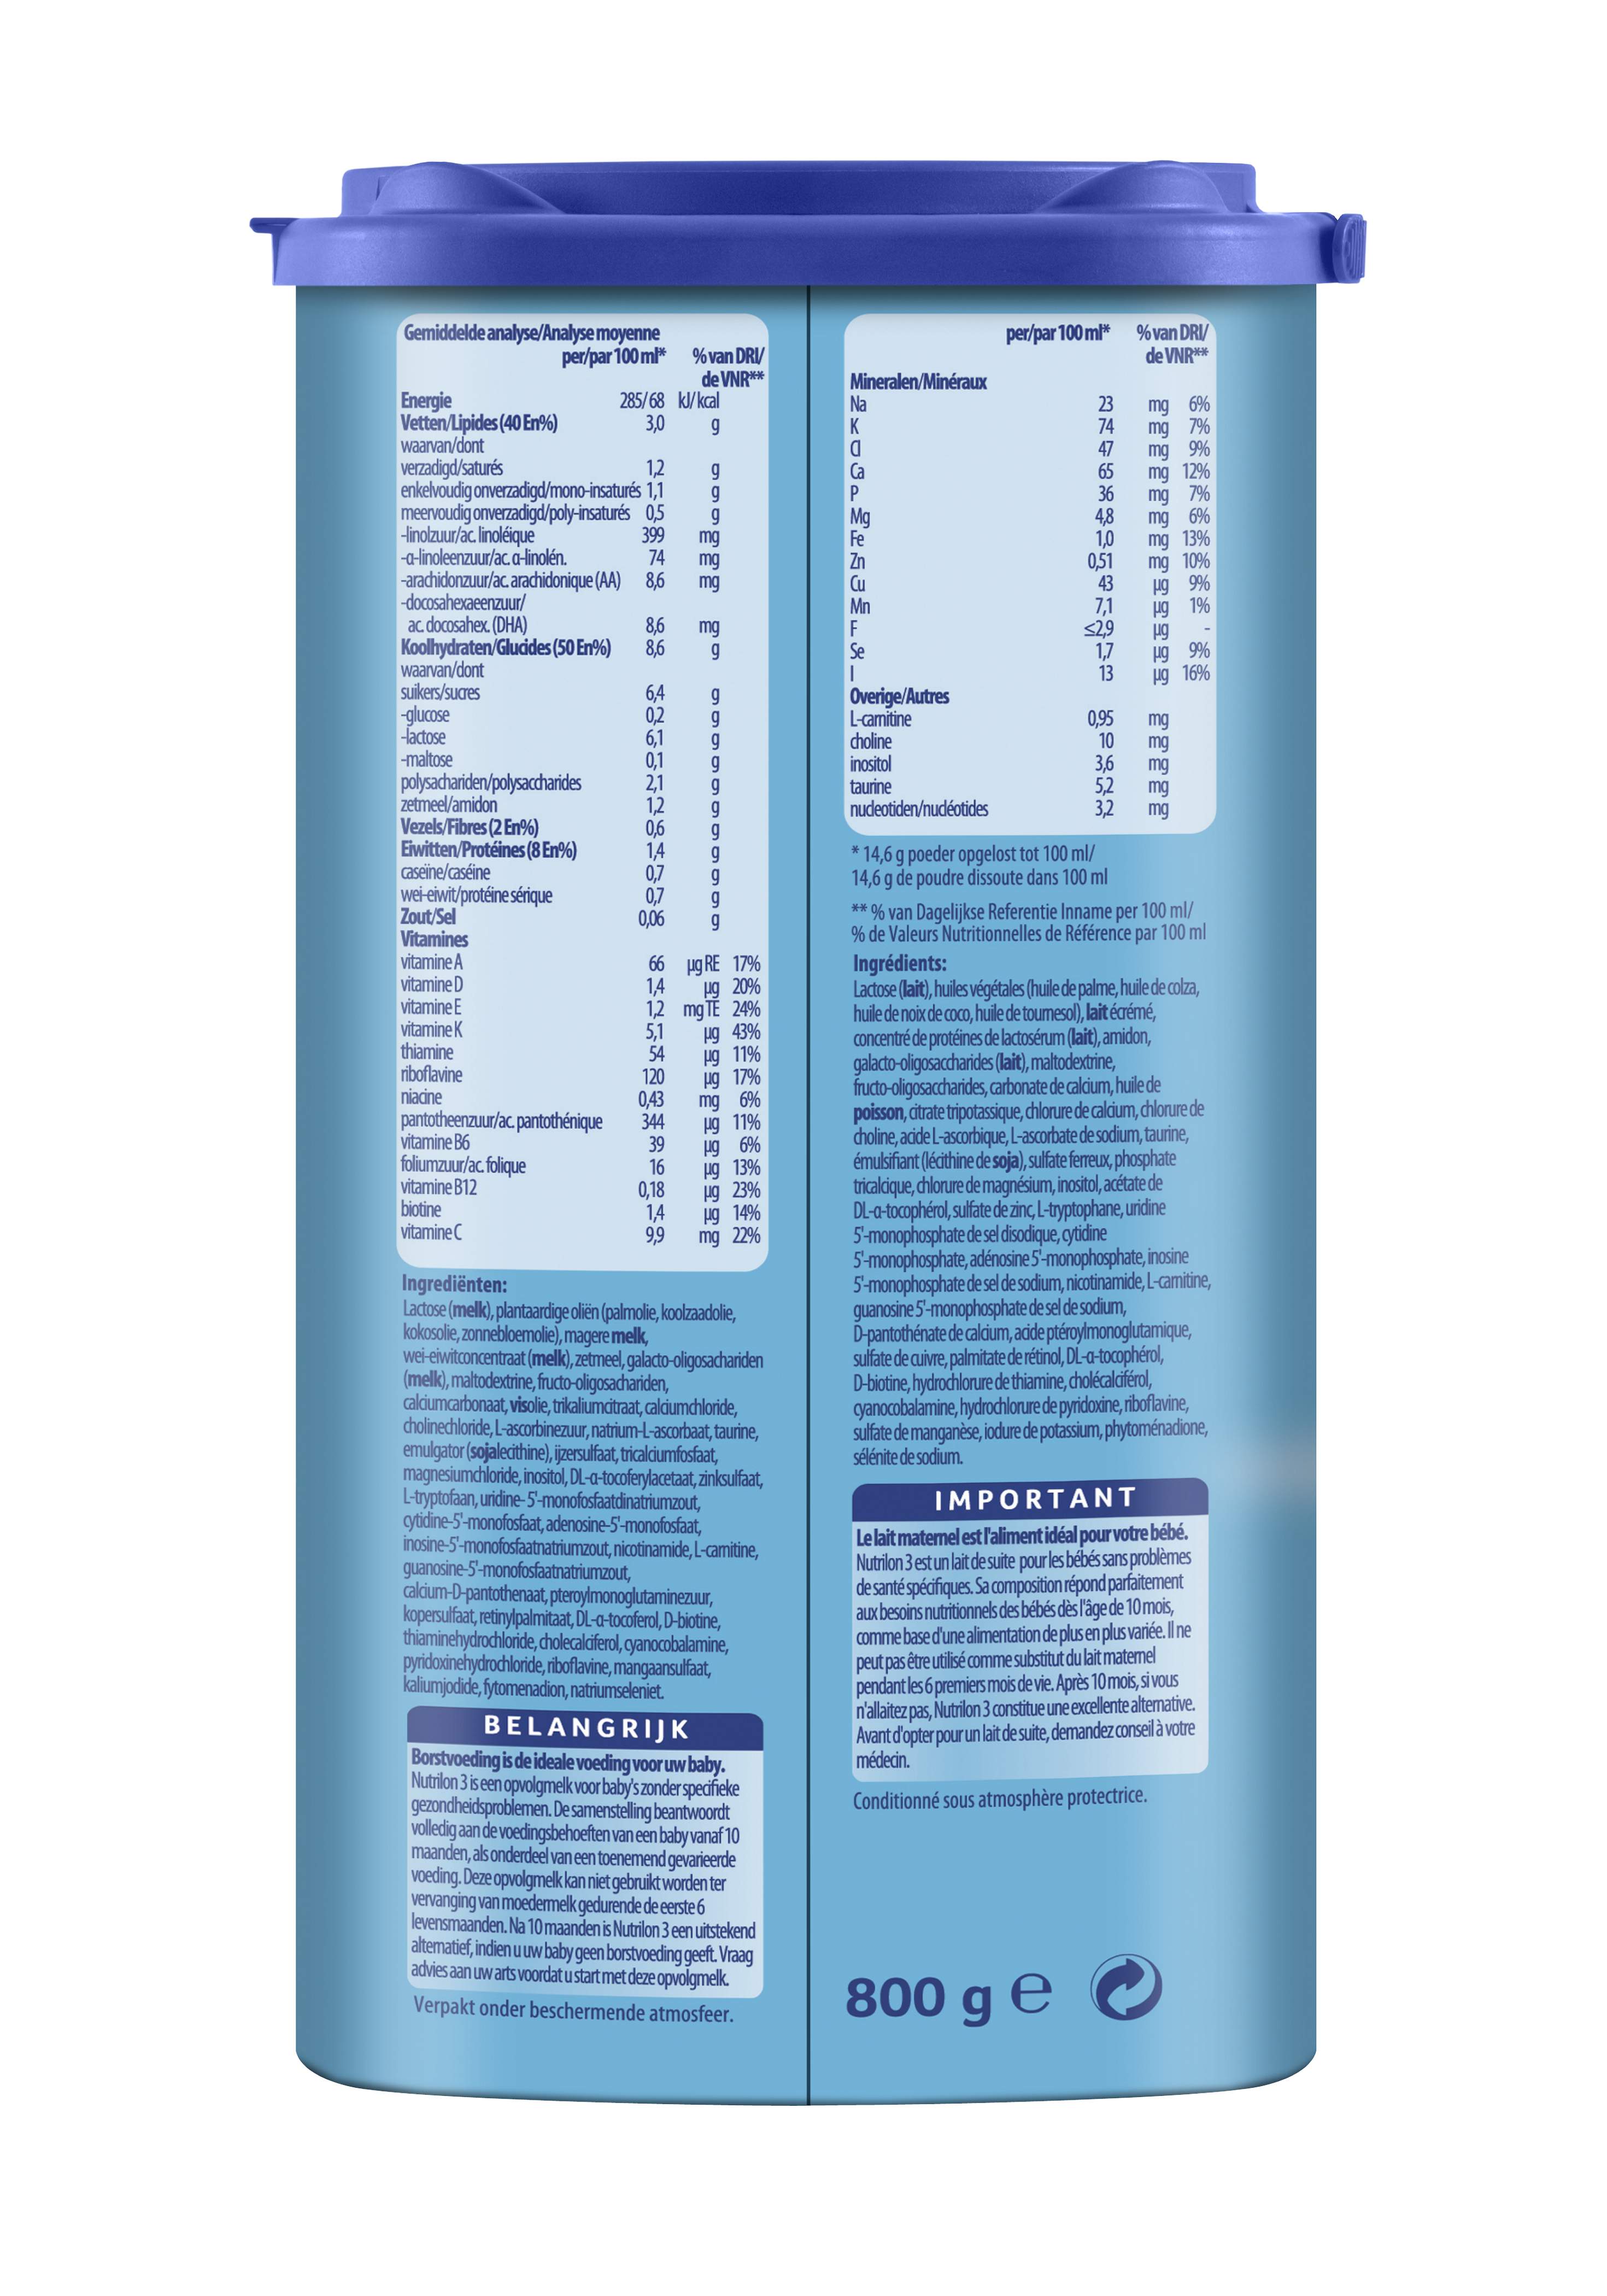 Gemiddelde analyse/Analyse moyenne
per/par 100 ml* % van DRI/
de VNR**
Energie 285/68 kJ/kcal
Vetten/Lipides (40 En%) 3,0 g
waarvan/dont
verzadigd/saturés 1,2 g
enkelvoudig onverzadigd/mono-insaturés 1,1 g
meervoudig onverzadigd/poly-insaturés 0,5 g
-linolzuur/ac. linoléique 399 mg
-α-linoleenzuur/ac. α-linolén. 74 mg
-arachidonzuur/ac. arachidonique (AA) 8,6 mg
-docosahexaeenzuur/
ac. docosahex. (DHA) 8,6 mg
Koolhydraten/Glucides (50 En%) 8,6 g
waarvan/dont
suikers/sucres 6,4 g
-glucose 0,2 g
-lactose 6,1 g
-maltose 0,1 g
polysachariden/polysaccharides 2,1 g
zetmeel/amidon 1,2 g
Vezels/Fibres (2 En%) 0,6 g
Eiwitten/Protéines (8 En%) 1,4 g
caseïne/caséine 0,7 g
wei-eiwit/protéine sérique 0,7 g
Zout/Sel 0,06 g
Vitamines
vitamine A 66 µg RE 17%
vitamine D 1,4 µg 20%
vitamine E 1,2 mg TE 24%
vitamine K 5,1 µg 43%
thiamine 54 µg 11%
riboflavine 120 µg 17%
niacine 0,43 mg 6%
pantotheenzuur/ac. pantothénique 344 µg 11%
vitamine B6 39 µg 6%
foliumzuur/ac. folique 16 µg 13%
vitamine B12 0,18 µg 23%
biotine 1,4 µg 14%
vitamine C 9,9 mg 22%
Ingrediënten:
Lactose (melk), plantaardige oliën (palmolie, koolzaadolie,
kokosolie, zonnebloemolie), magere melk,
wei-eiwitconcentraat (melk), zetmeel, galacto-oligosachariden
(melk), maltodextrine, fructo-oligosachariden,
calciumcarbonaat, visolie, trikaliumcitraat, calciumchloride,
cholinechloride, L-ascorbinezuur, natrium-L-ascorbaat, taurine,
emulgator (sojalecithine), ijzersulfaat, tricalciumfosfaat,
magnesiumchloride, inositol, DL-α-tocoferylacetaat, zinksulfaat,
L-tryptofaan, uridine- 5'-monofosfaatdinatriumzout,
cytidine-5'-monofosfaat, adenosine-5'-monofosfaat,
inosine-5'-monofosfaatnatriumzout, nicotinamide, L-carnitine,
guanosine-5'-monofosfaatnatriumzout,
calcium-D-pantothenaat, pteroylmonoglutaminezuur,
kopersulfaat, retinylpalmitaat, DL-α-tocoferol, D-biotine,
thiaminehydrochloride, cholecalciferol, cyanocobalamine,
pyridoxinehydrochloride, riboflavine, mangaansulfaat,
kaliumjodide, fytomenadion, natriumseleniet.
BELANGRIJK
Borstvoeding is de ideale voeding voor uw baby.
Nutrilon 3 is een opvolgmelk voor baby's zonder specifieke
gezondheidsproblemen. De samenstelling beantwoordt
volledig aan de voedingsbehoeften van een baby vanaf 10
maanden, als onderdeel van een toenemend gevarieerde
voeding. Deze opvolgmelk kan niet gebruikt worden ter
vervanging van moedermelk gedurende de eerste 6
levensmaanden. Na 10 maanden is Nutrilon 3 een uitstekend
alternatief, indien u uw baby geen borstvoeding geeft. Vraag
advies aan uw arts voordat u start met deze opvolgmelk.
Verpakt onder beschermende atmosfeer.
per/par 100 ml* % van DRI/
de VNR**
Mineralen/Minéraux
Na 23 mg 6%
K 74 mg 7%
Cl 47 mg 9%
Ca 65 mg 12%
P 36 mg 7%
Mg 4,8 mg 6%
Fe 1,0 mg 13%
Zn 0,51 mg 10%
Cu 43 µg 9%
Mn 7,1 µg 1%
F ≤2,9 µg -
Se 1,7 µg 9%
I 13 µg 16%
Overige/Autres
L-carnitine 0,95 mg
choline 10 mg
inositol 3,6 mg
taurine 5,2 mg
nucleotiden/nucléotides 3,2 mg
* 14,6 g poeder opgelost tot 100 ml/
14,6 g de poudre dissoute dans 100 ml
** % van Dagelijkse Referentie Inname per 100 ml/
% de Valeurs Nutritionnelles de Référence par 100 ml
Ingrédients:
Lactose (lait), huiles végétales (huile de palme, huile de colza,
huile de noix de coco, huile de tournesol), lait écrémé,
concentré de protéines de lactosérum (lait), amidon,
galacto-oligosaccharides (lait), maltodextrine,
fructo-oligosaccharides, carbonate de calcium, huile de
poisson, citrate tripotassique, chlorure de calcium, chlorure de
choline, acide L-ascorbique, L-ascorbate de sodium, taurine,
émulsifiant (lécithine de soja), sulfate ferreux, phosphate
tricalcique, chlorure de magnésium, inositol, acétate de
DL-α-tocophérol, sulfate de zinc, L-tryptophane, uridine
5'-monophosphate de sel disodique, cytidine
5'-monophosphate, adénosine 5'-monophosphate, inosine
5'-monophosphate de sel de sodium, nicotinamide, L-carnitine,
guanosine 5'-monophosphate de sel de sodium,
D-pantothénate de calcium, acide ptéroylmonoglutamique,
sulfate de cuivre, palmitate de rétinol, DL-α-tocophérol,
D-biotine, hydrochlorure de thiamine, cholécalciférol,
cyanocobalamine, hydrochlorure de pyridoxine, riboflavine,
sulfate de manganèse, iodure de potassium, phytoménadione,
sélénite de sodium.
IMPORTANT
Le lait maternel est l'aliment idéal pour votre bébé.
Nutrilon 3 est un lait de suite pour les bébés sans problèmes
de santé spécifiques. Sa composition répond parfaitement
aux besoins nutritionnels des bébés dès l'âge de 10 mois,
comme base d'une alimentation de plus en plus variée. Il ne
peut pas être utilisé comme substitut du lait maternel
pendant les 6 premiers mois de vie. Après 10 mois, si vous
n'allaitez pas, Nutrilon 3 constitue une excellente alternative.
Avant d'opter pour un lait de suite, demandez conseil à votre
médecin.
Conditionné sous atmosphère protectrice.
800 g e